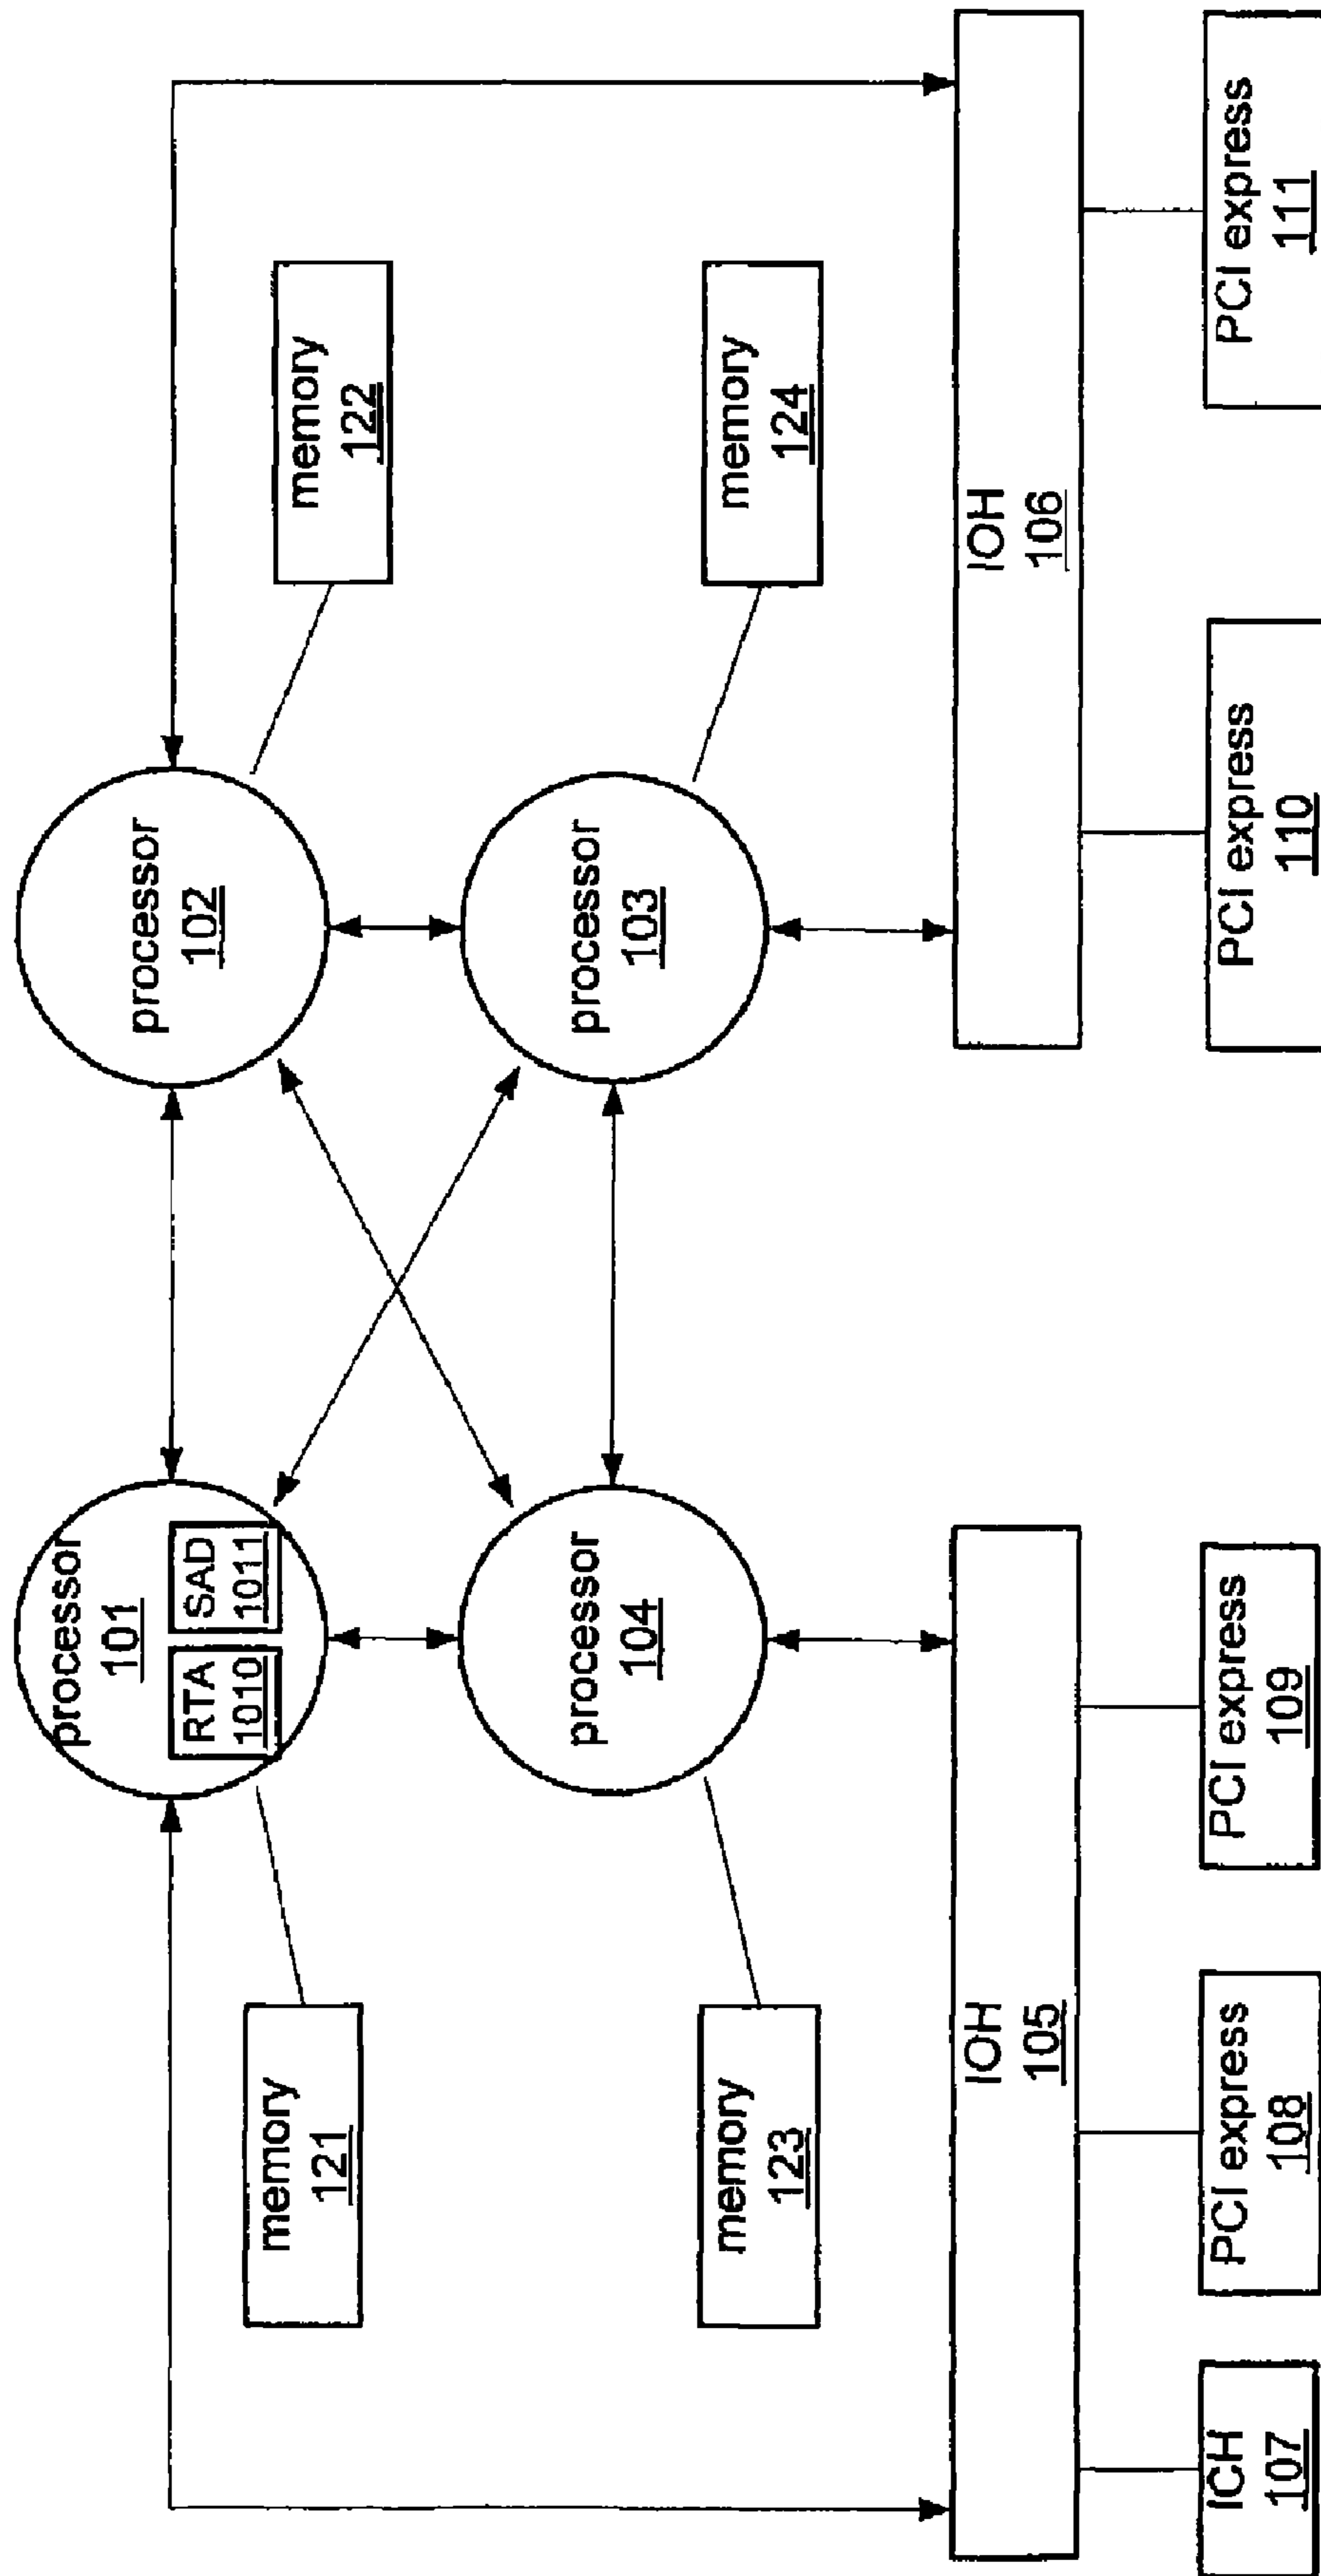 processor
101
RTA
1010
SAD
1011
processor
102
memory
121
memory
122
processor
104
processor
103
memory
123
memory
124
IOH
105
IOH
106
ICH
107
PCI express
108
PCI express
109
PCI express
110
PCI express
111